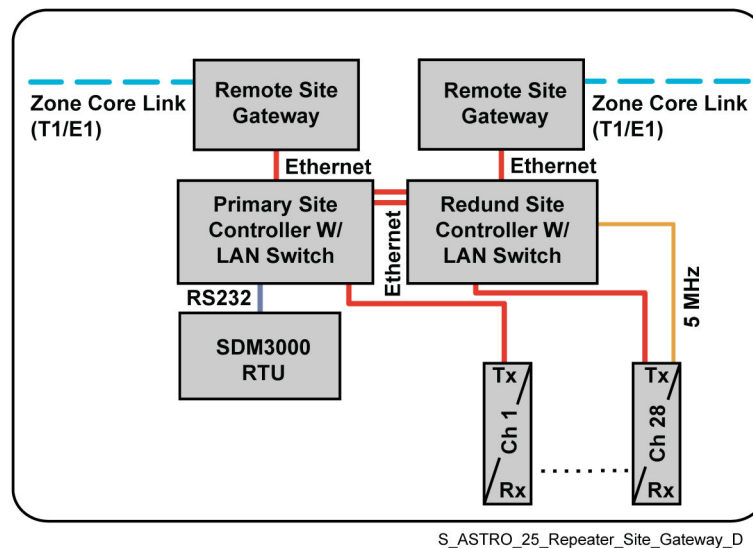 Remote Site
Gateway
Remote Site
Gateway
Zone Core Link
(T1/E1)
Zone Core Link
(T1/E1)
Ethernet
Ethernet
Primary Site
Controller W/
LAN Switch
Ethernet
Redund Site
Controller W/
LAN Switch
RS232
5 MHz
SDM3000
RTU
Tx
Ch 1
Rx
Tx
Ch 28
Rx
S_ASTRO_25_Repeater_Site_Gateway_D